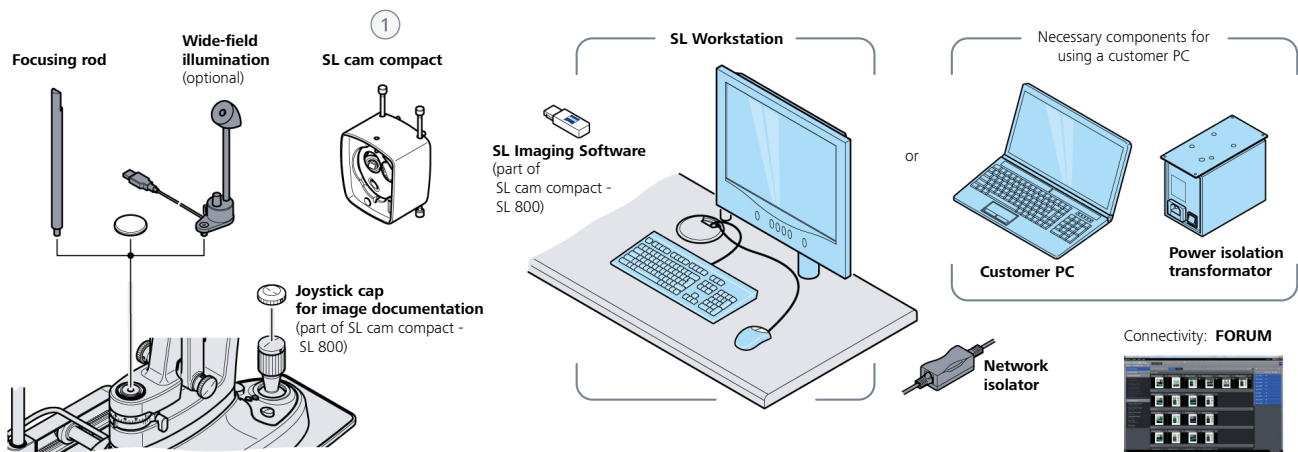 Focusing rod
Wide-field
illumination
(optional)
1
SL cam compact
Joystick cap
for image documentation
(part of SL cam compact -
SL 800)
SL Workstation
SL Imaging Software
(part of
SL cam compact -
SL 800)
or
Necessary components for
using a customer PC
Customer PC
Power isolation
transformator
Network
isolator
Connectivity: FORUM